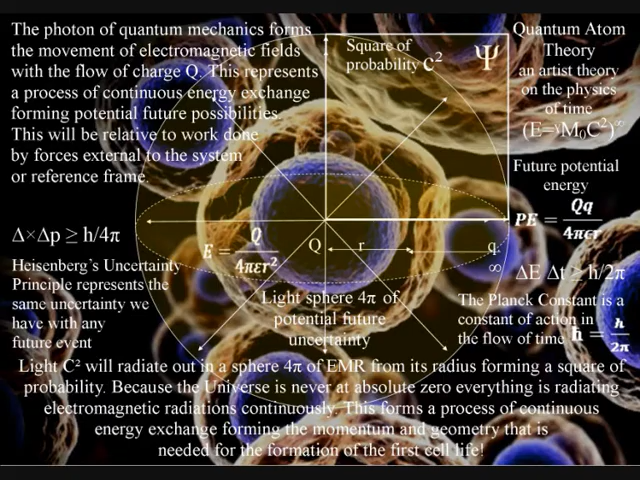 The photon of quantum mechanics forms
the movement of electromagnetic fields
with the flow of charge Q. This represents
a process of continuous energy exchange
forming potential future possibilities.
This will be relative to work done
by forces external to the system
or reference frame.
Square of
probability c²
Ψ
Quantum Atom
Theory
an artist theory
on the physics
of time
(E=ˠM₀C²)∞
Future potential
energy
PE = Qq / 4πεr
Δ×Δp ≥ h/4π
E = Q / 4πεr²
Q
r
q
∞
ΔE Δt ≥ h/2π
Heisenberg's Uncertainty
Principle represents the
same uncertainty we
have with any
future event
Light sphere 4π of
potential future
uncertainty
The Planck Constant is a
constant of action in
the flow of time
ħ = h / 2π
Light C² will radiate out in a sphere 4π of EMR from its radius forming a square of
probability. Because the Universe is never at absolute zero everything is radiating
electromagnetic radiations continuously. This forms a process of continuous
energy exchange forming the momentum and geometry that is
needed for the formation of the first cell life!